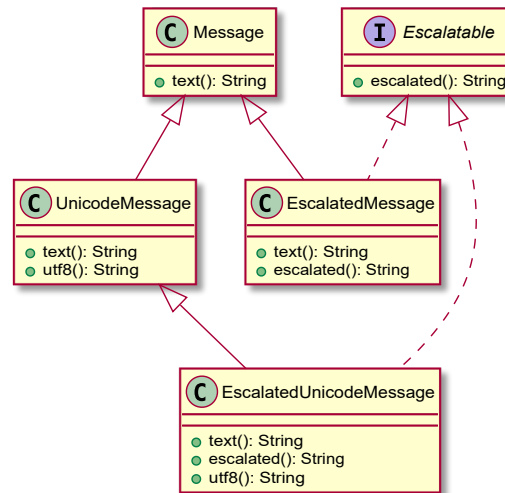 C Message
text(): String
I Escalatable
escalated(): String
C UnicodeMessage
text(): String
utf8(): String
C EscalatedMessage
text(): String
escalated(): String
C EscalatedUnicodeMessage
text(): String
escalated(): String
utf8(): String